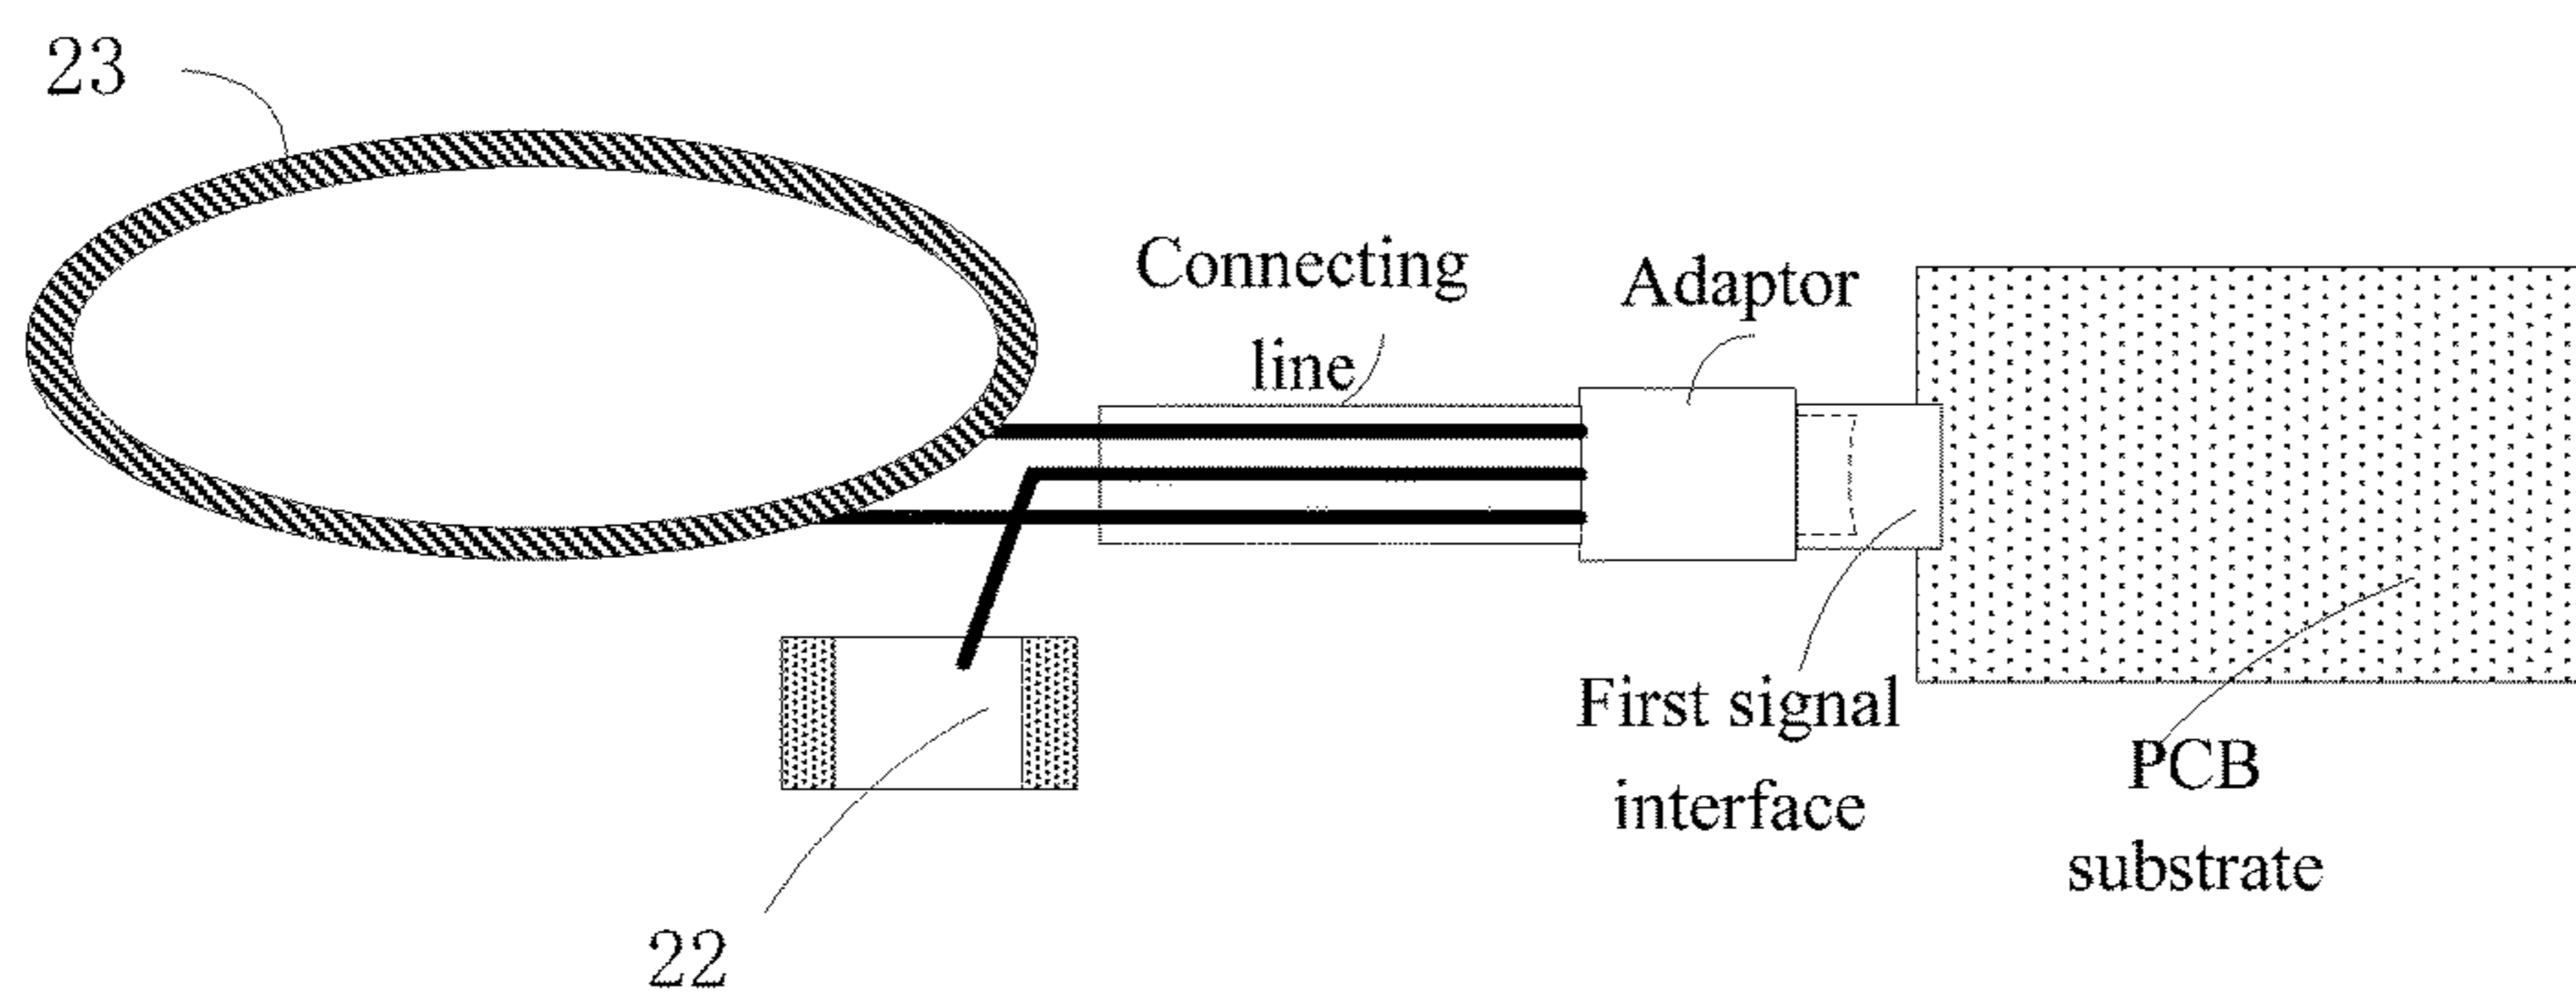 23
Connecting
line
Adaptor
First signal
interface
PCB
substrate
22